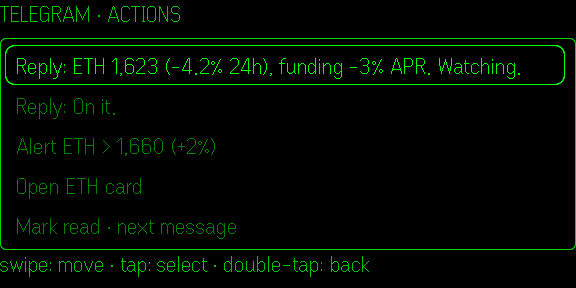 TELEGRAM · ACTIONS
Reply: ETH 1,623 (-4.2% 24h), funding -3% APR. Watching.
Reply: On it.
Alert ETH > 1,660 (+2%)
Open ETH card
Mark read · next message
swipe: move · tap: select · double-tap: back